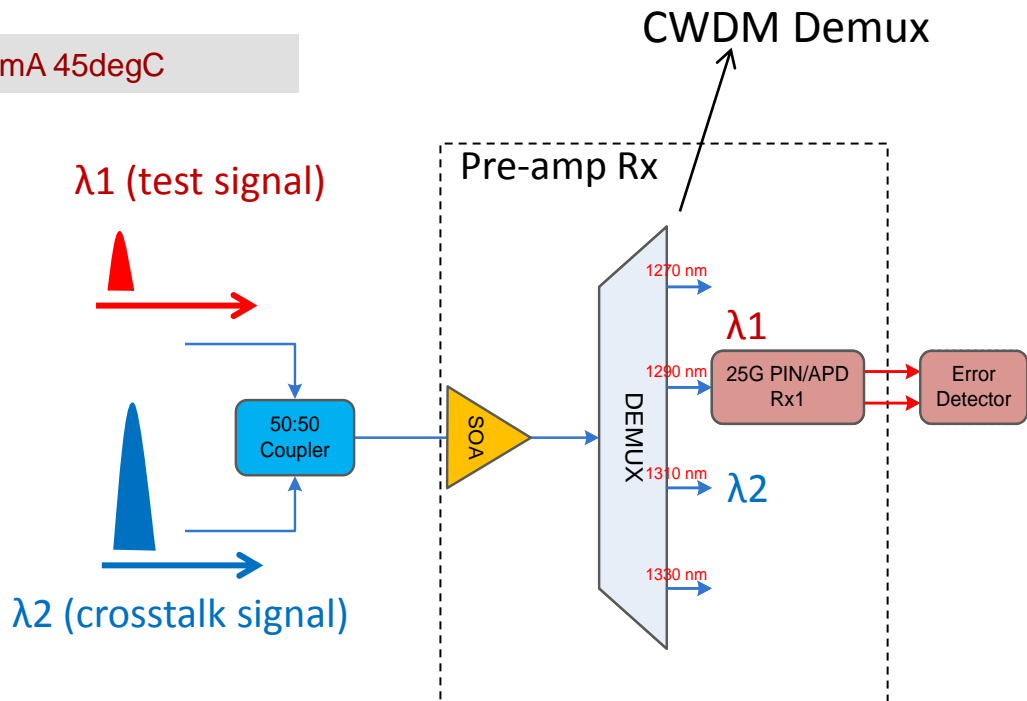 CWDM Demux
mA 45degC
Pre-amp Rx
λ1 (test signal)
1270 nm
λ1
1290 nm
25G PIN/APD
Rx1
Error
Detector
50:50
Coupler
SOA
DEMUX
1310 nm
λ2
1330 nm
λ2 (crosstalk signal)